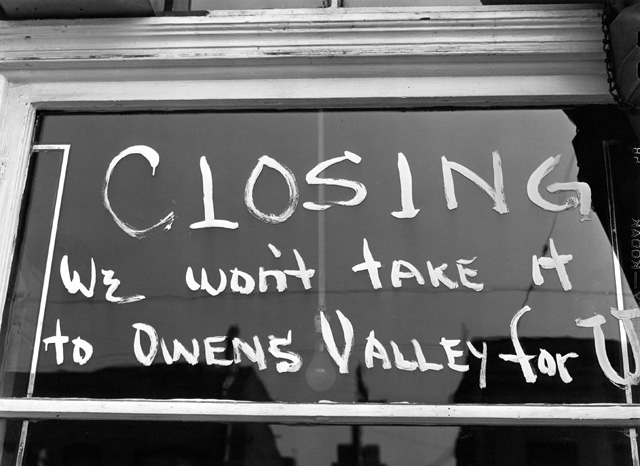 CLOSING
WE won't TAKE it
to OWENS VALLEY for U